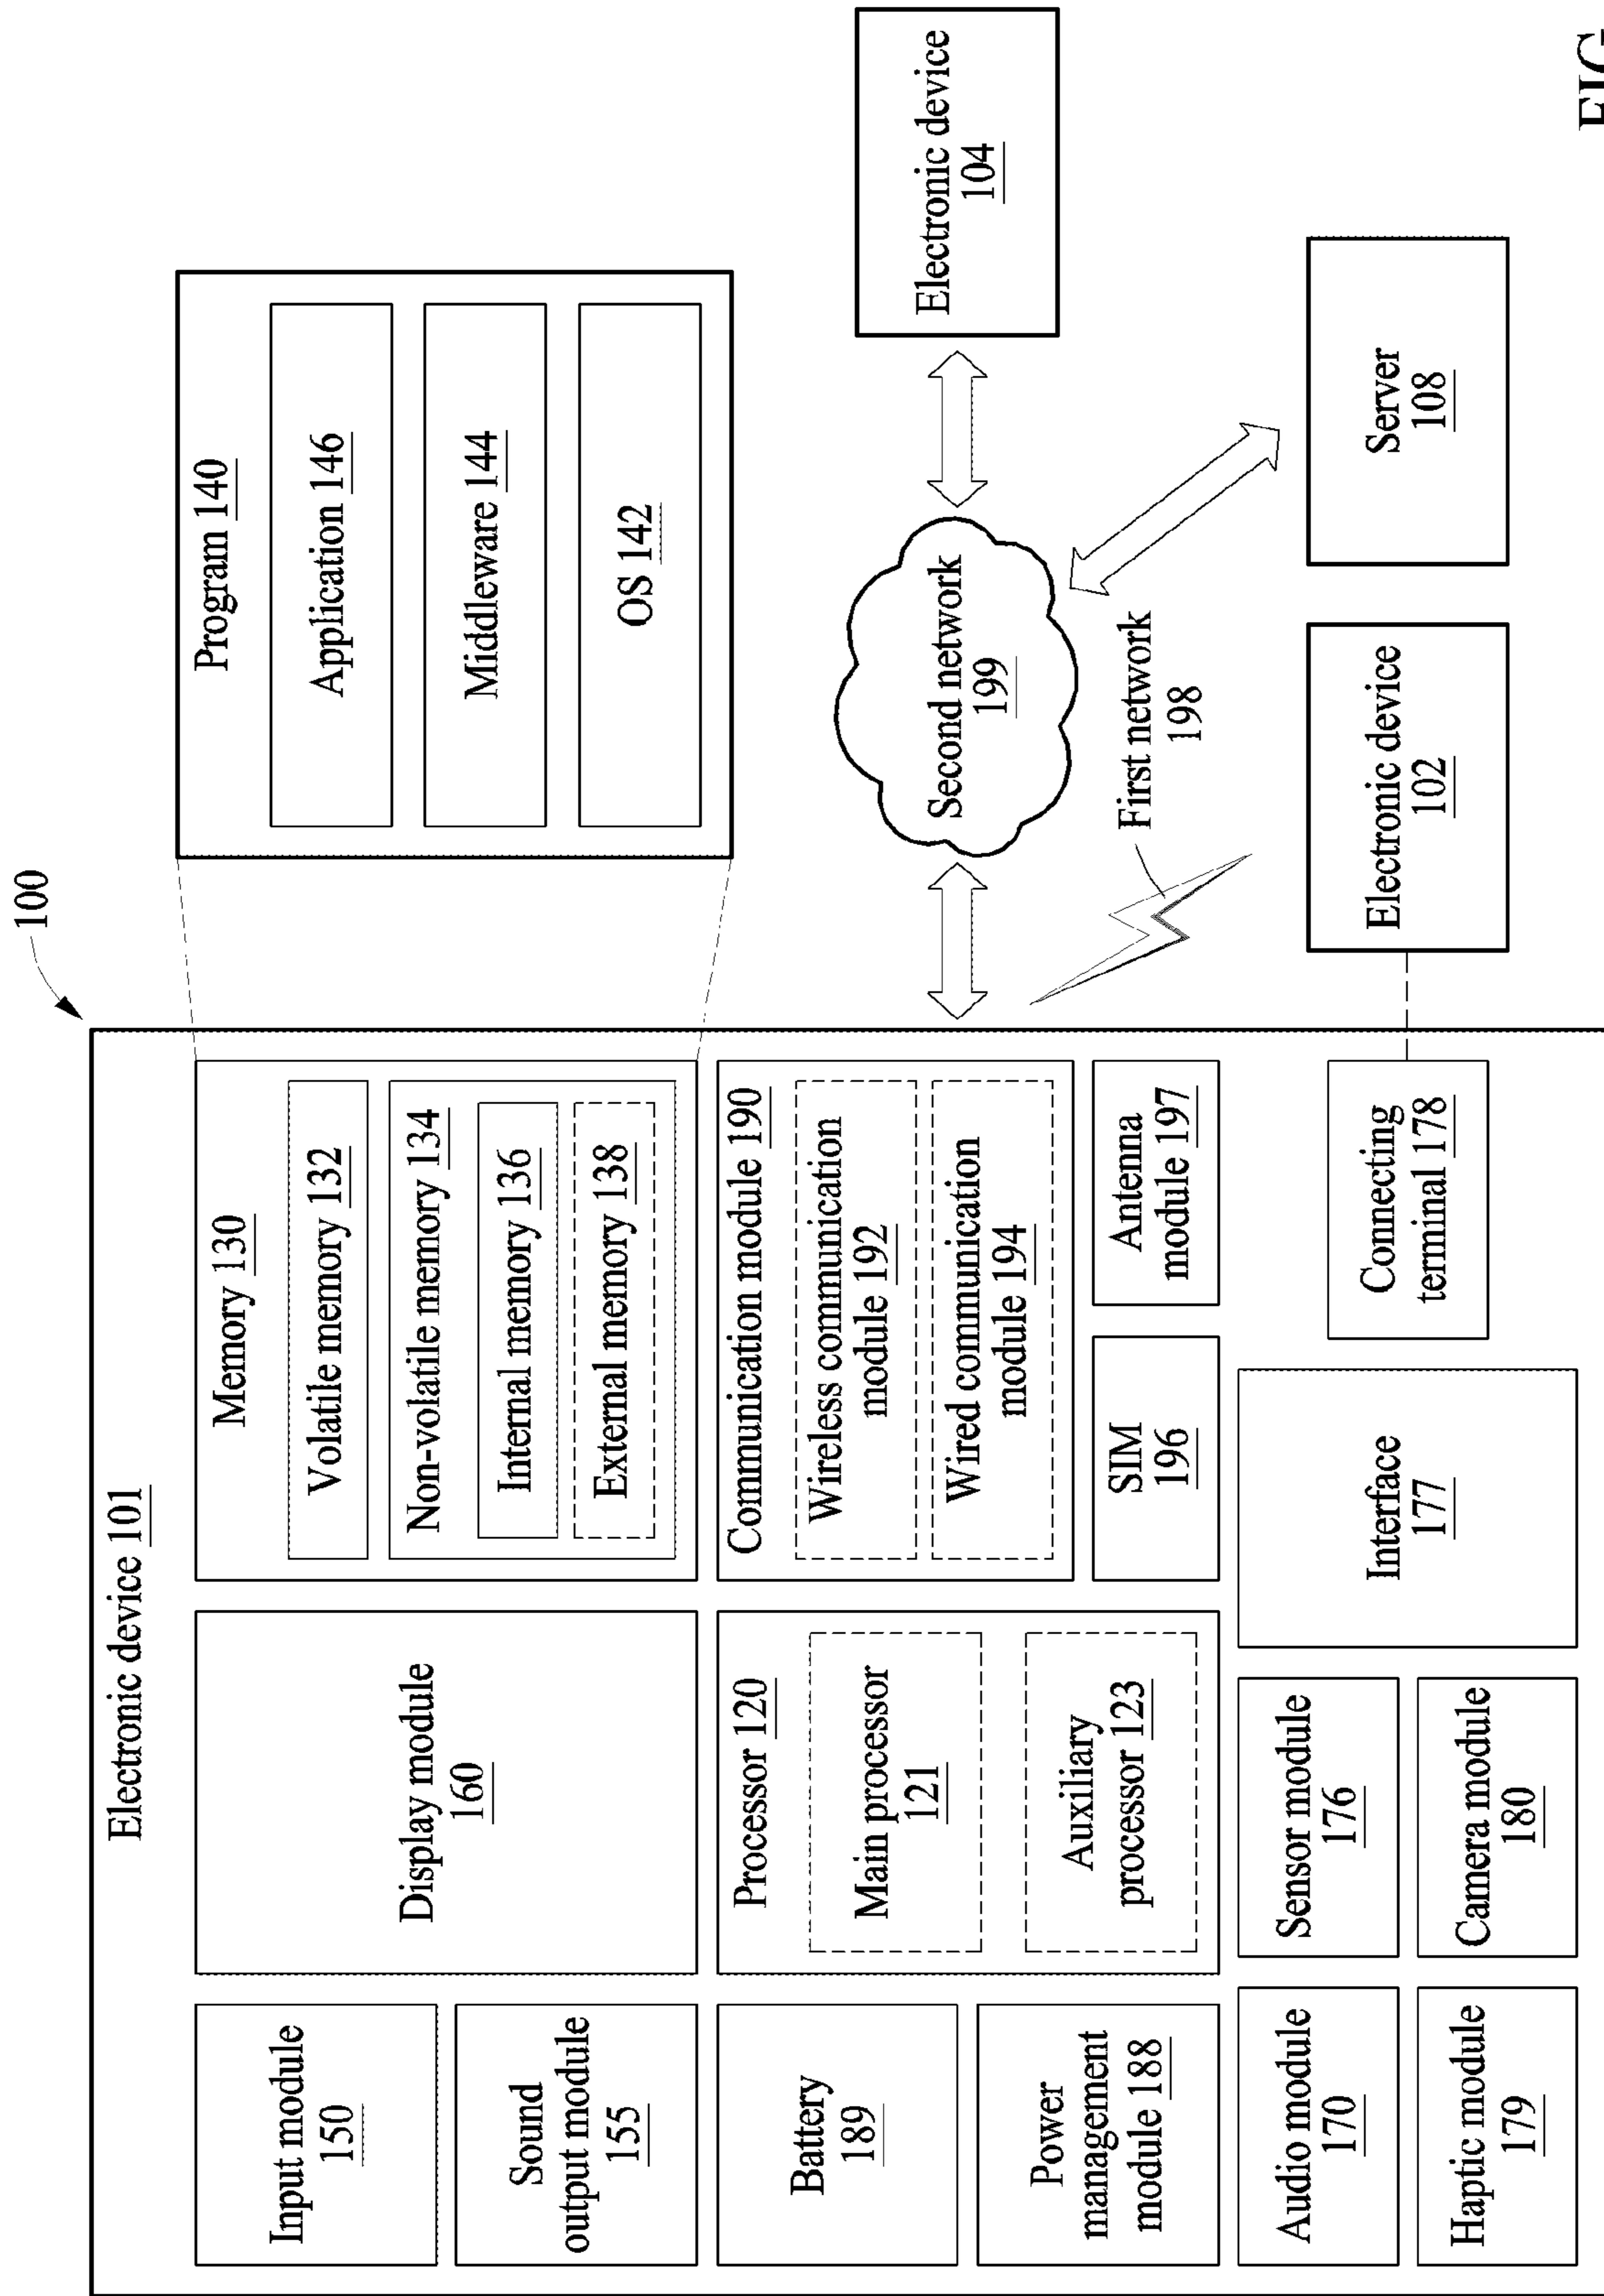 100
Electronic device 101
Input module
150
Sound
output module
155
Battery
189
Power
management
module 188
Audio module
170
Haptic module
179
Display module
160
Processor 120
Main processor
121
Auxiliary
processor 123
Sensor module
176
Camera module
180
Memory 130
Volatile memory 132
Non-volatile memory 134
Internal memory 136
External memory 138
Communication module 190
Wireless communication
module 192
Wired communication
module 194
SIM
196
Antenna
module 197
Interface
177
Connecting
terminal 178
Program 140
Application 146
Middleware 144
OS 142
Second network
199
First network
198
Electronic device
104
Electronic device
102
Server
108
FIG